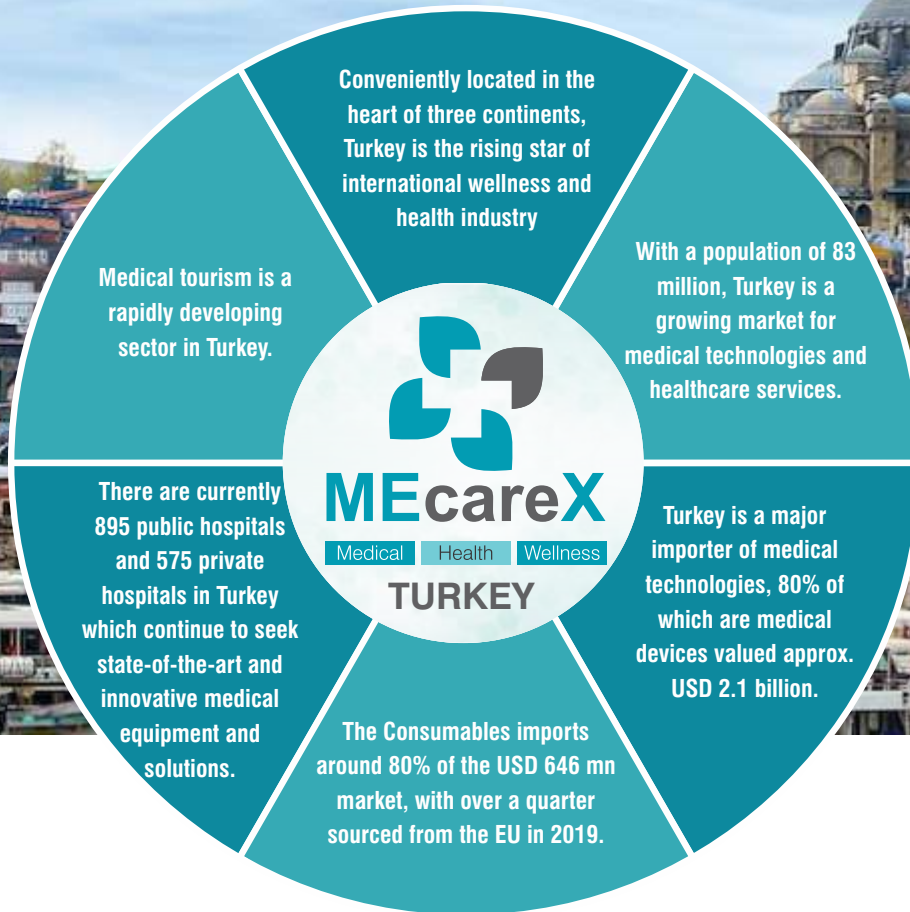 Conveniently located in the
heart of three continents,
Turkey is the rising star of
international wellness and
health industry
With a population of 83
million, Turkey is a
growing market for
medical technologies and
healthcare services.
Turkey is a major
importer of medical
technologies, 80% of
which are medical
devices valued approx.
USD 2.1 billion.
The Consumables imports
around 80% of the USD 646 mn
market, with over a quarter
sourced from the EU in 2019.
There are currently
895 public hospitals
and 575 private
hospitals in Turkey
which continue to seek
state-of-the-art and
innovative medical
equipment and
solutions.
Medical tourism is a
rapidly developing
sector in Turkey.
MEcareX
Medical Health Wellness
TURKEY